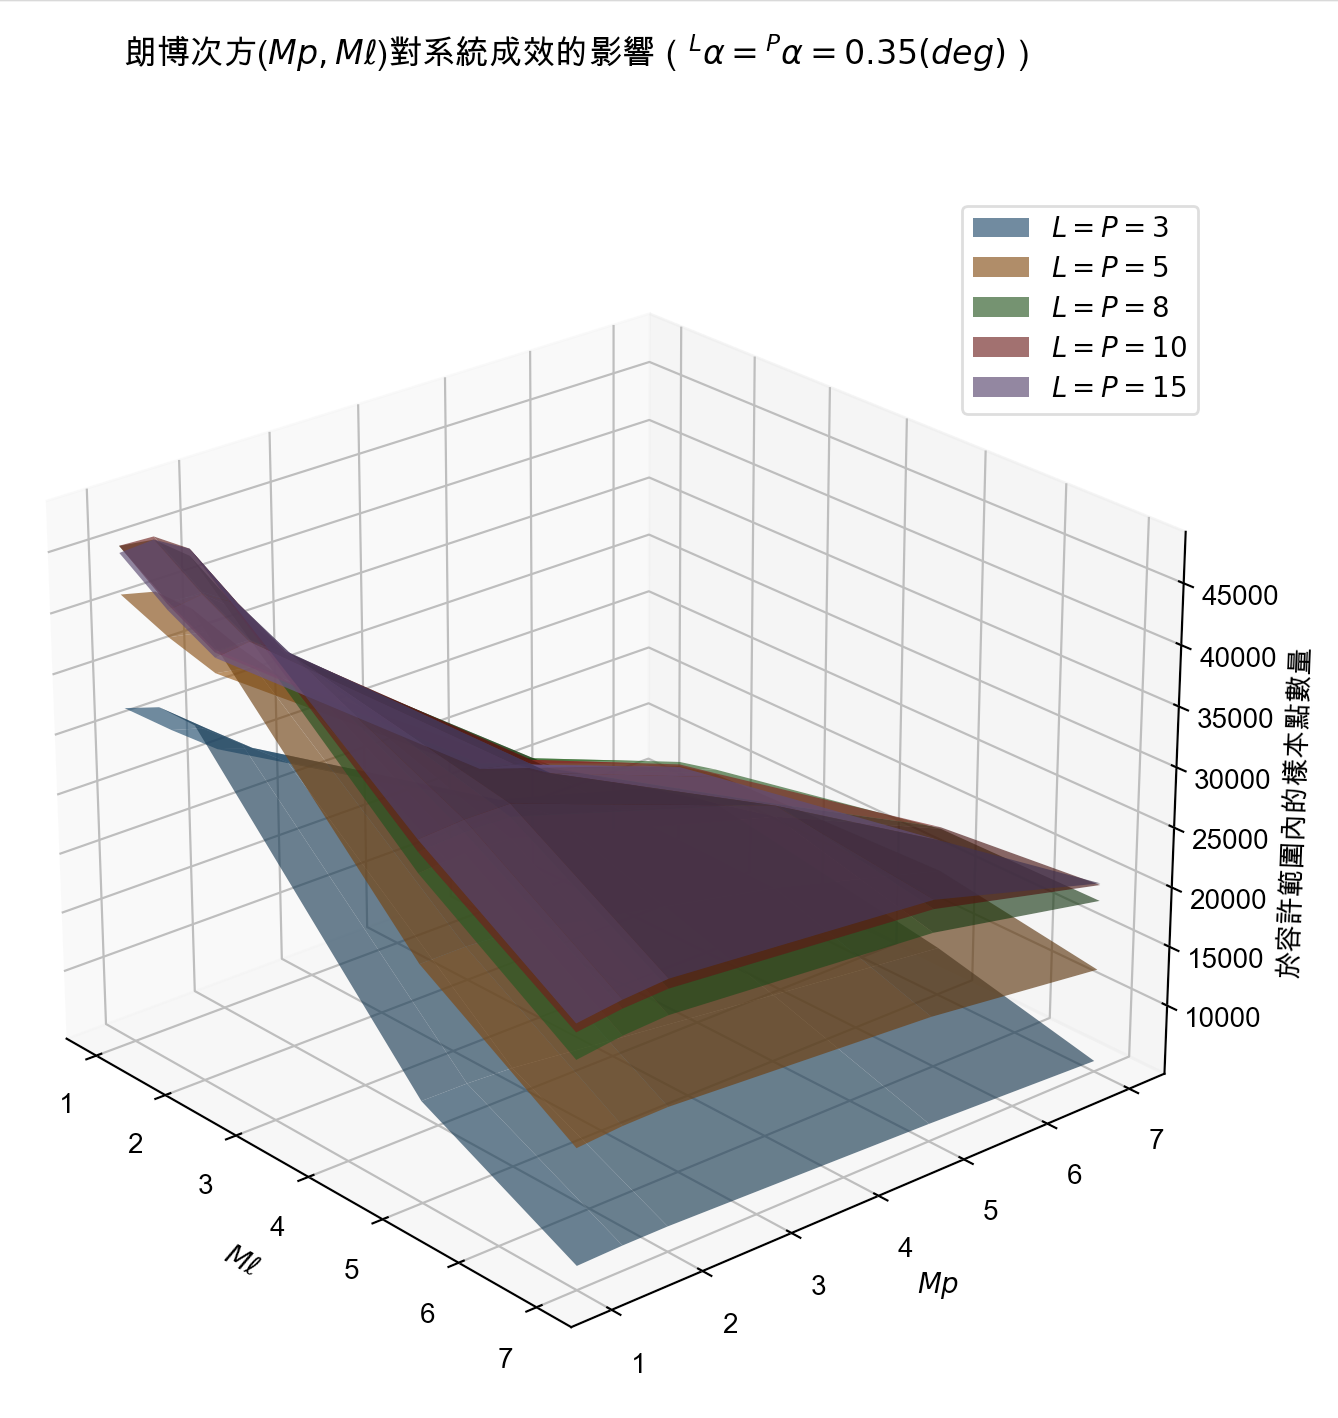 朗博次方(Mp, Mℓ)對系統成效的影響 ( ᴸα = ᴾα = 0.35(deg) )
L = P = 3
L = P = 5
L = P = 8
L = P = 10
L = P = 15
45000
40000
35000
30000
25000
20000
15000
10000
於容許範圍內的樣本點數量
1
2
3
4
5
6
7
Mℓ
1
2
3
4
5
6
7
Mp